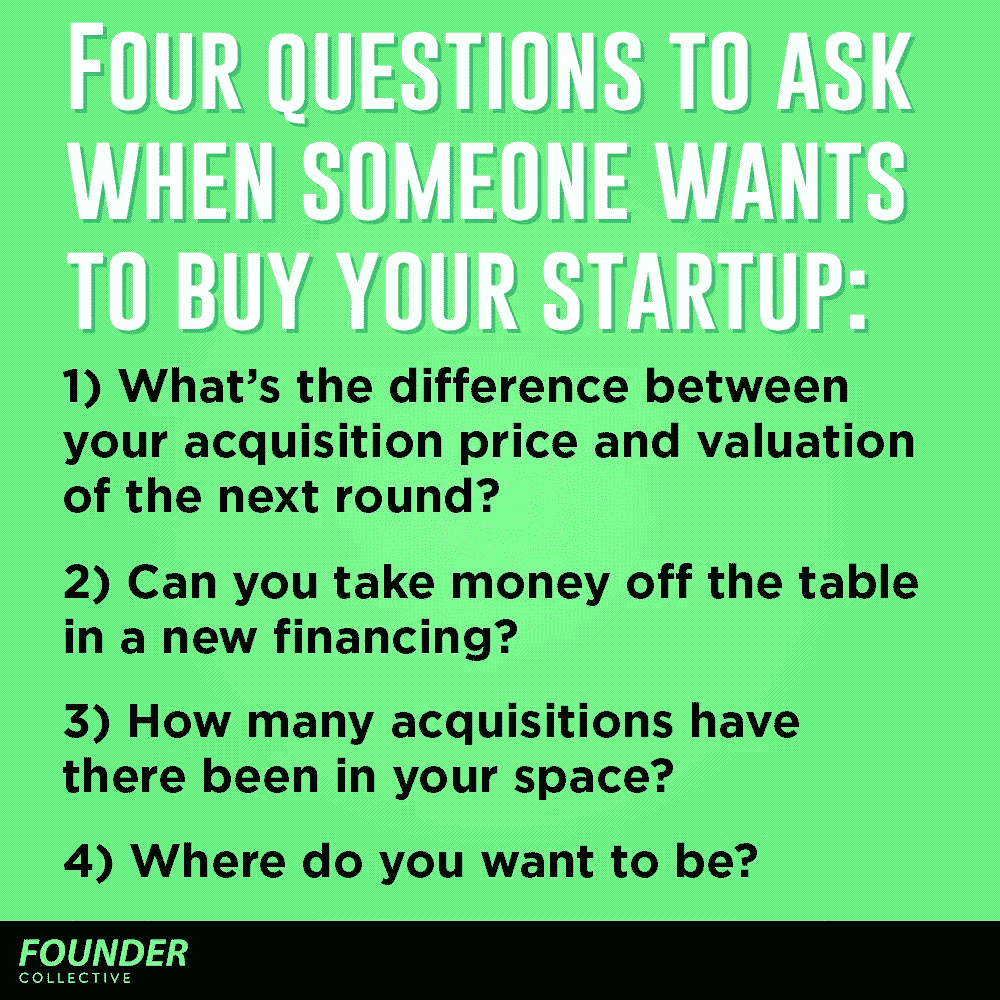 FOUR QUESTIONS TO ASK
WHEN SOMEONE WANTS
TO BUY YOUR STARTUP:
1) What’s the difference between
your acquisition price and valuation
of the next round?
2) Can you take money off the table
in a new financing?
3) How many acquisitions have
there been in your space?
4) Where do you want to be?
FOUNDER
COLLECTIVE